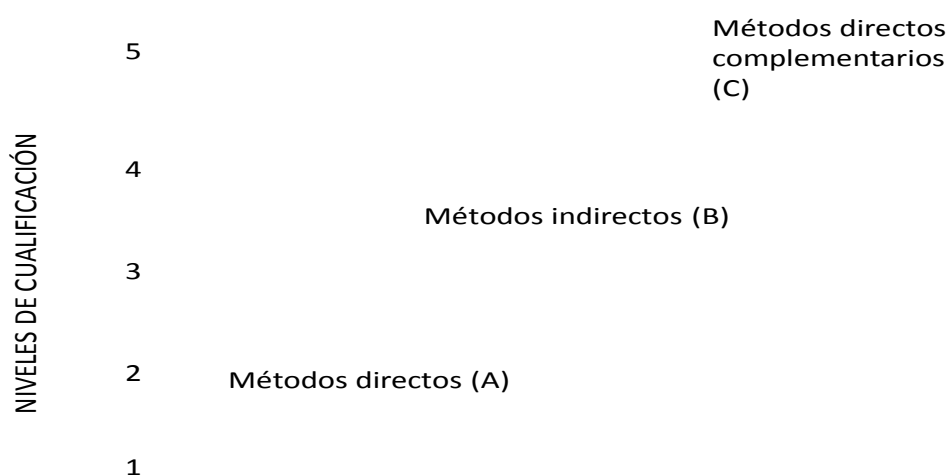 Métodos directos
complementarios
(C)
5
NIVELES DE CUALIFICACIÓN
4
Métodos indirectos (B)
3
2
Métodos directos (A)
1